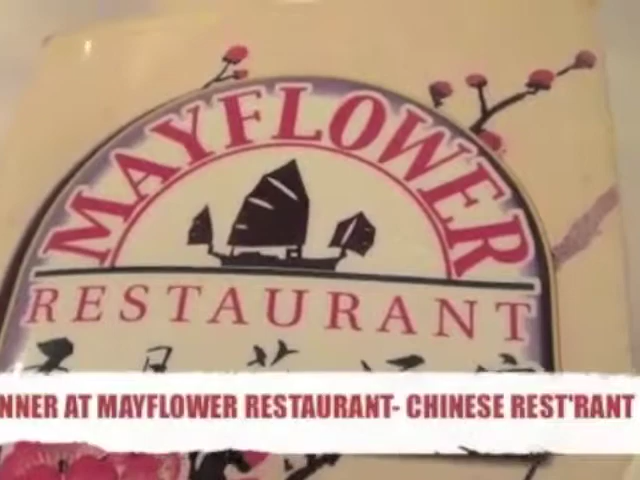 MAYFLOWER
RESTAURANT
NNER AT MAYFLOWER RESTAURANT- CHINESE REST'RANT